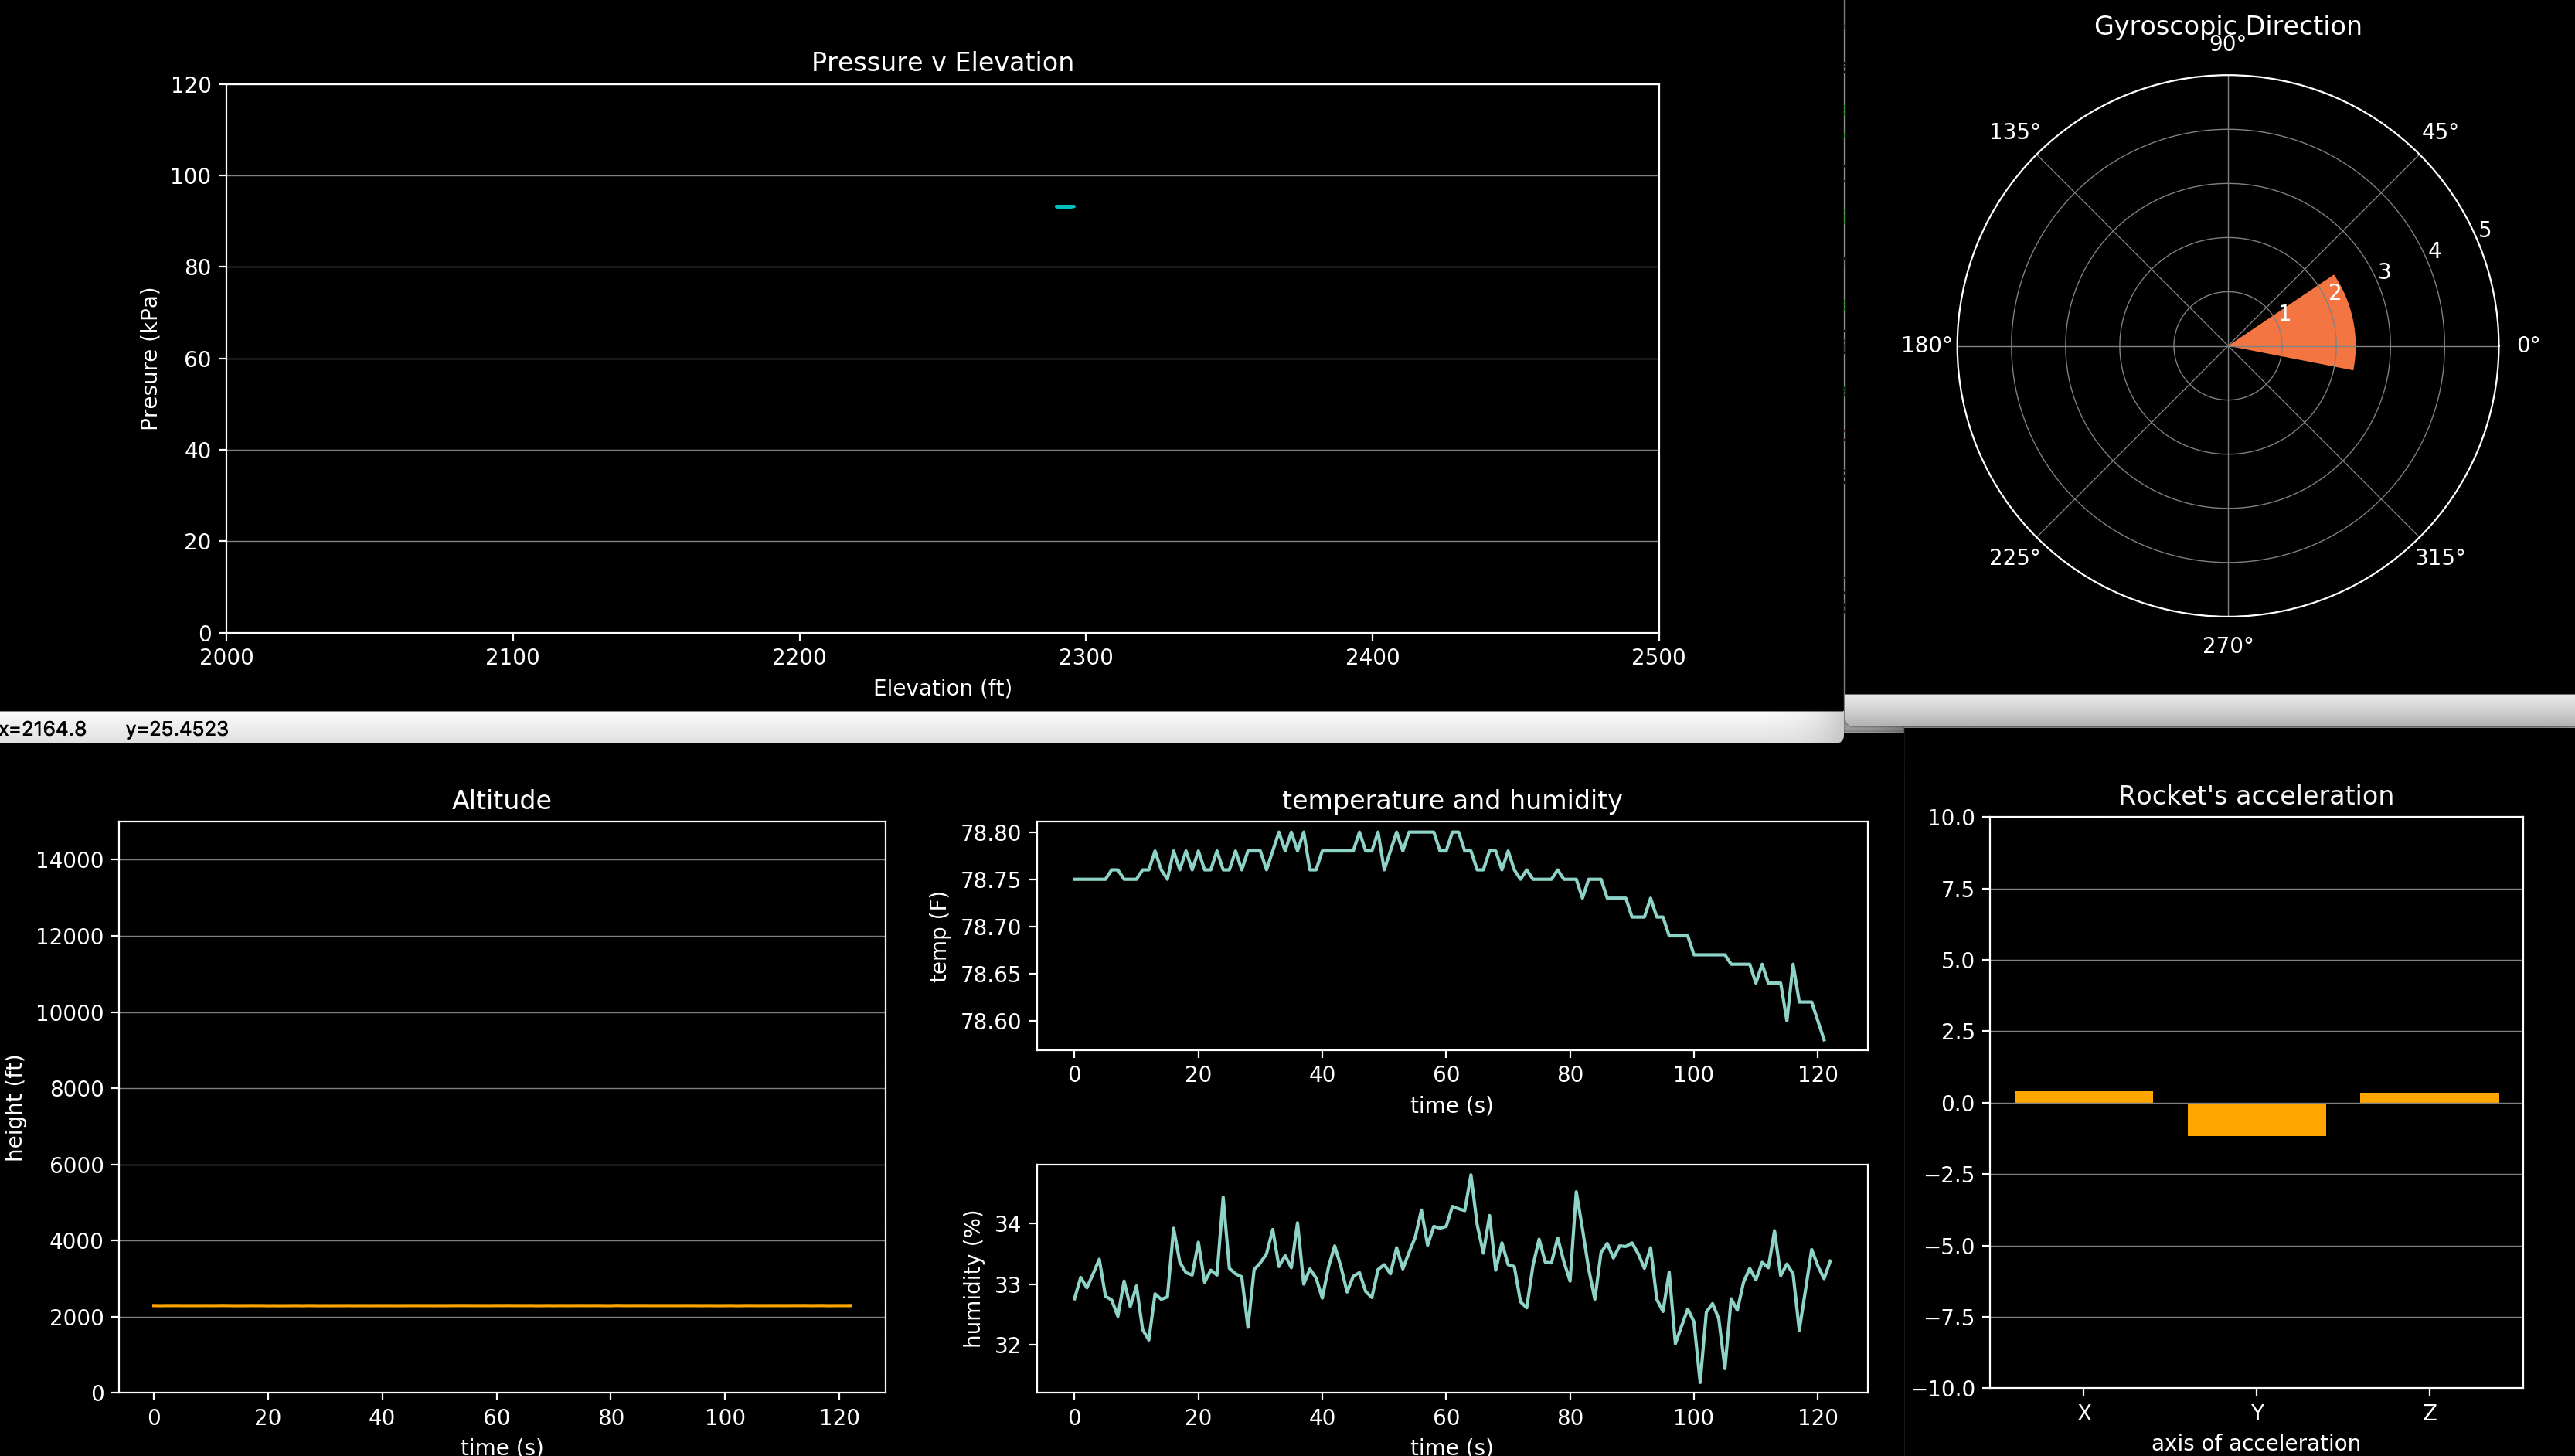 Pressure v Elevation
120
100
80
60
40
20
0
Presure (kPa)
2000 2100 2200 2300 2400 2500
Elevation (ft)
x=2164.8 y=25.4523
Gyroscopic Direction
90°
135° 45°
5
4
3
2
1
180° 0°
225° 315°
270°
Altitude
14000
12000
10000
8000
6000
4000
2000
0
height (ft)
0 20 40 60 80 100 120
time (s)
temperature and humidity
78.80
78.75
78.70
78.65
78.60
temp (F)
0 20 40 60 80 100 120
time (s)
34
33
32
humidity (%)
0 20 40 60 80 100 120
time (s)
Rocket's acceleration
10.0
7.5
5.0
2.5
0.0
−2.5
−5.0
−7.5
−10.0
X Y Z
axis of acceleration